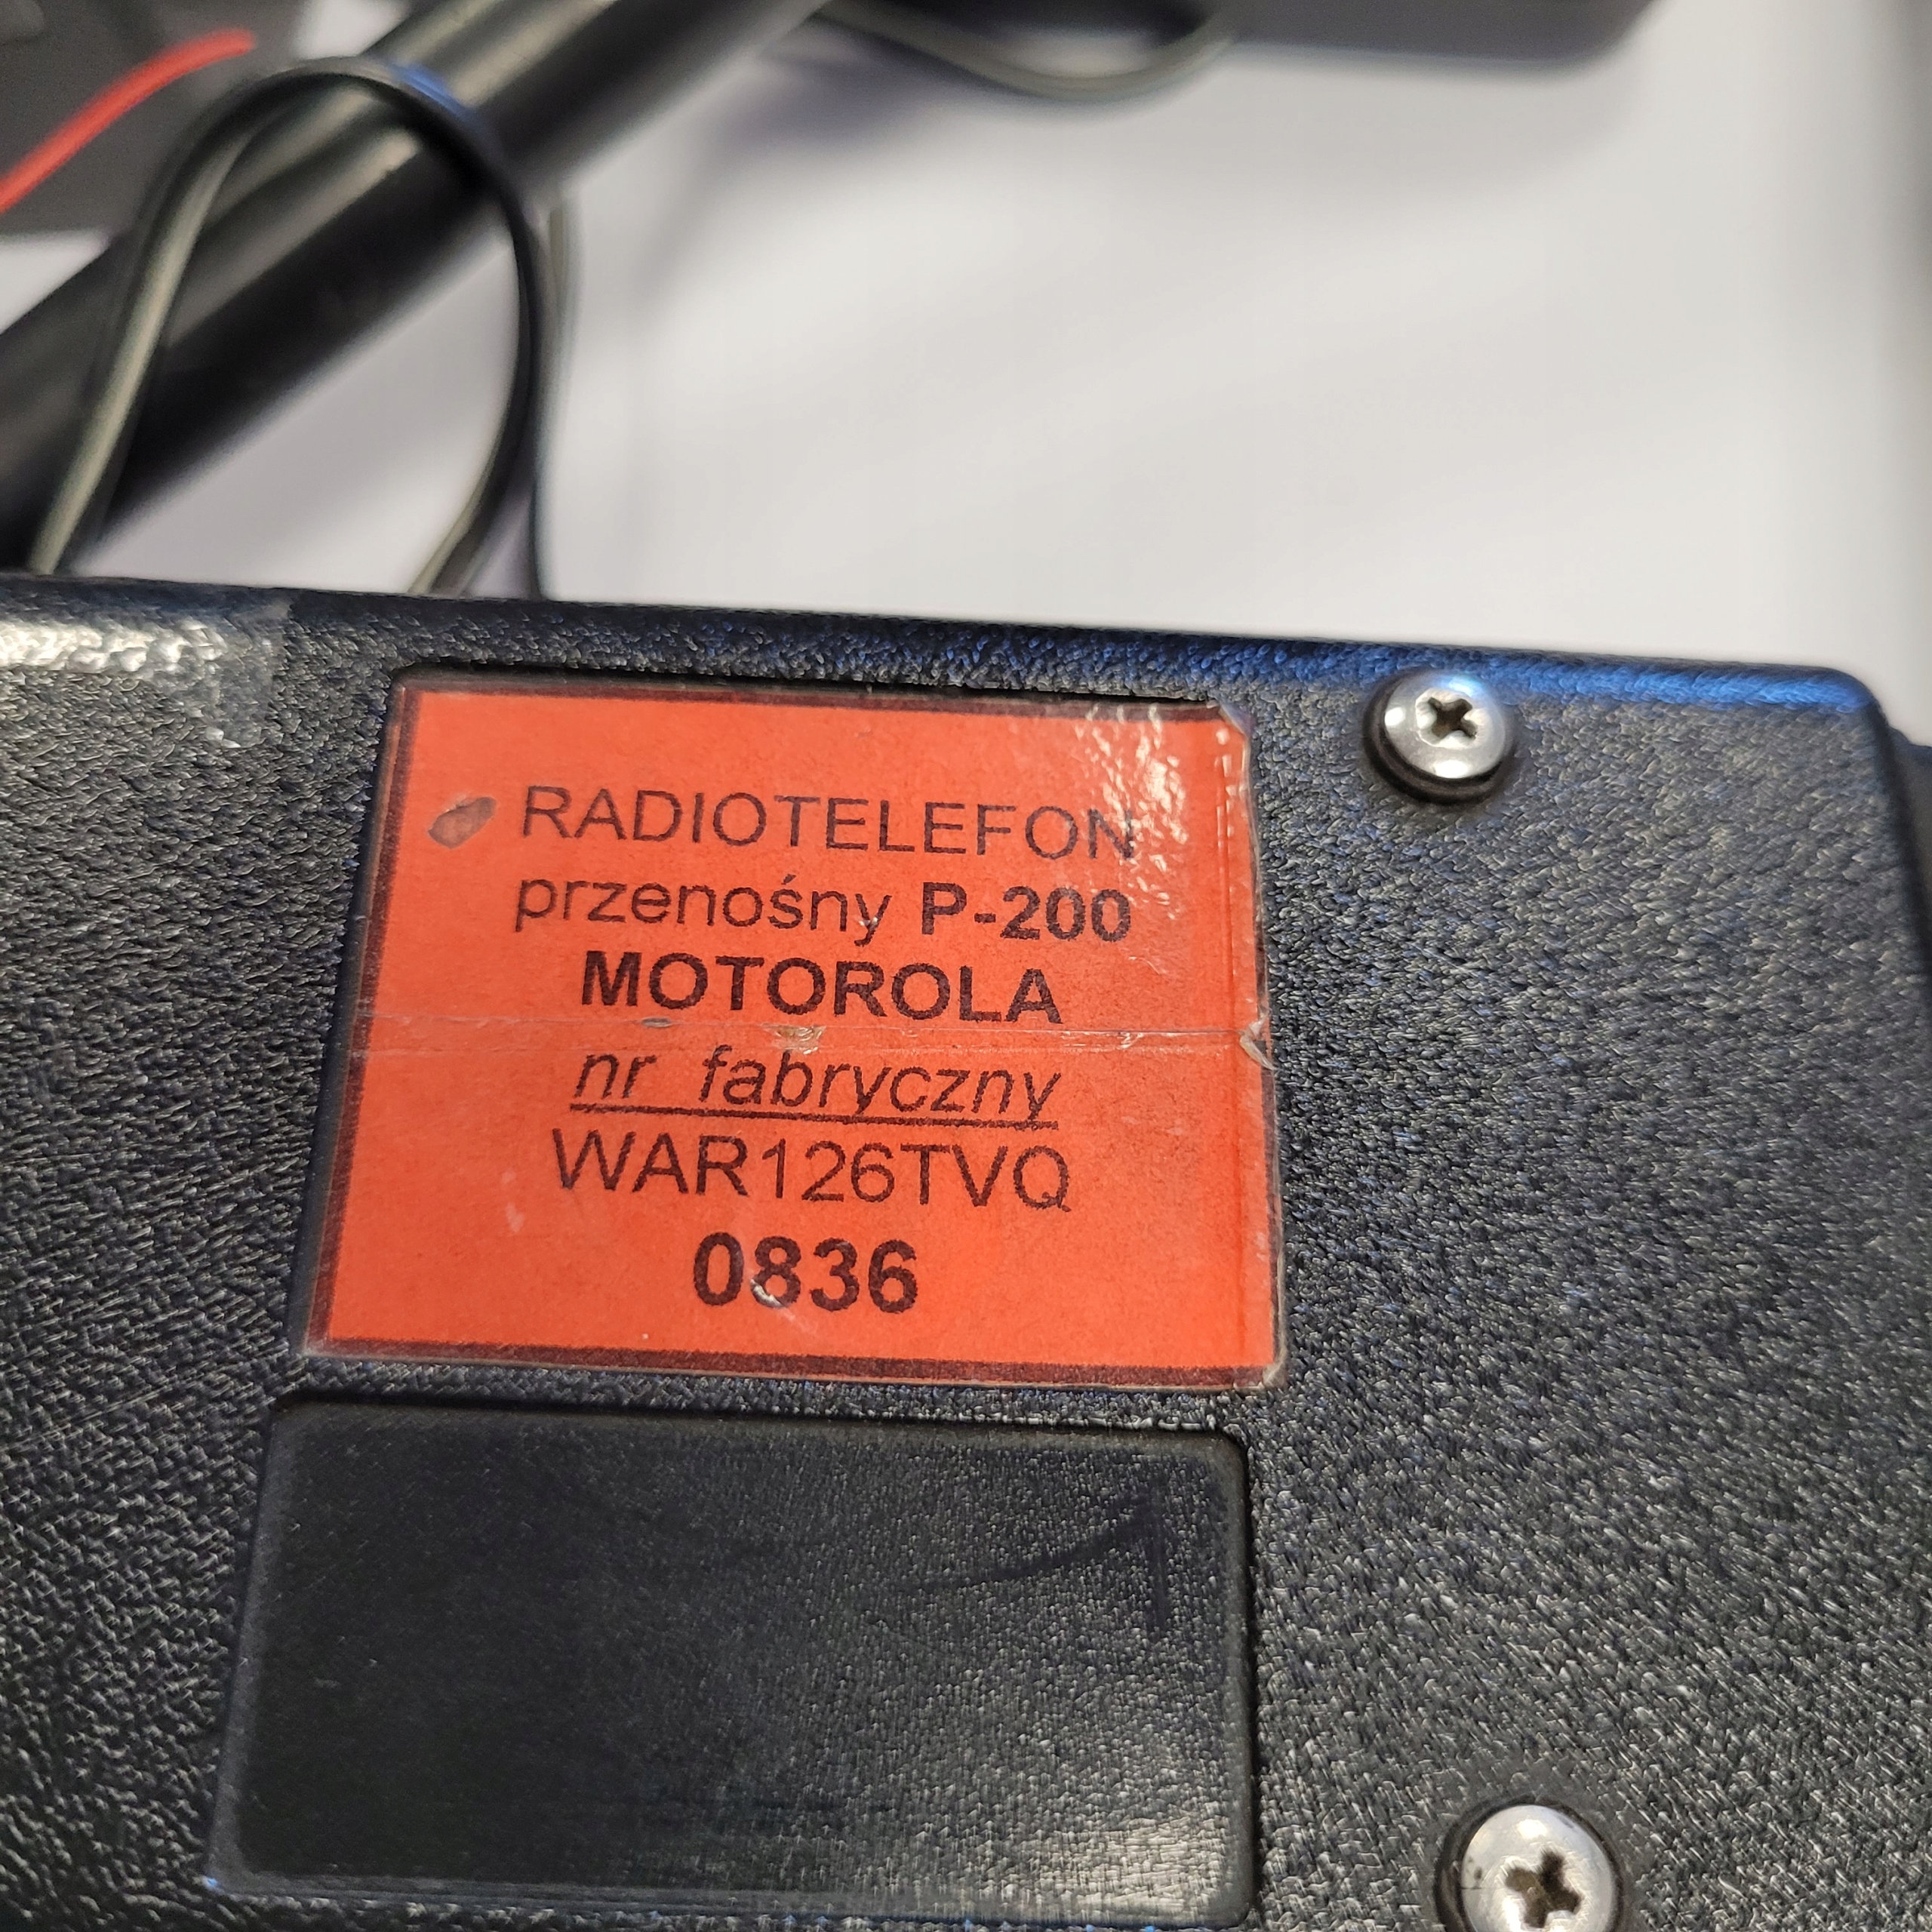 RADIOTELEFON
przenośny P-200
MOTOROLA
nr fabryczny
WAR126TVQ
0836